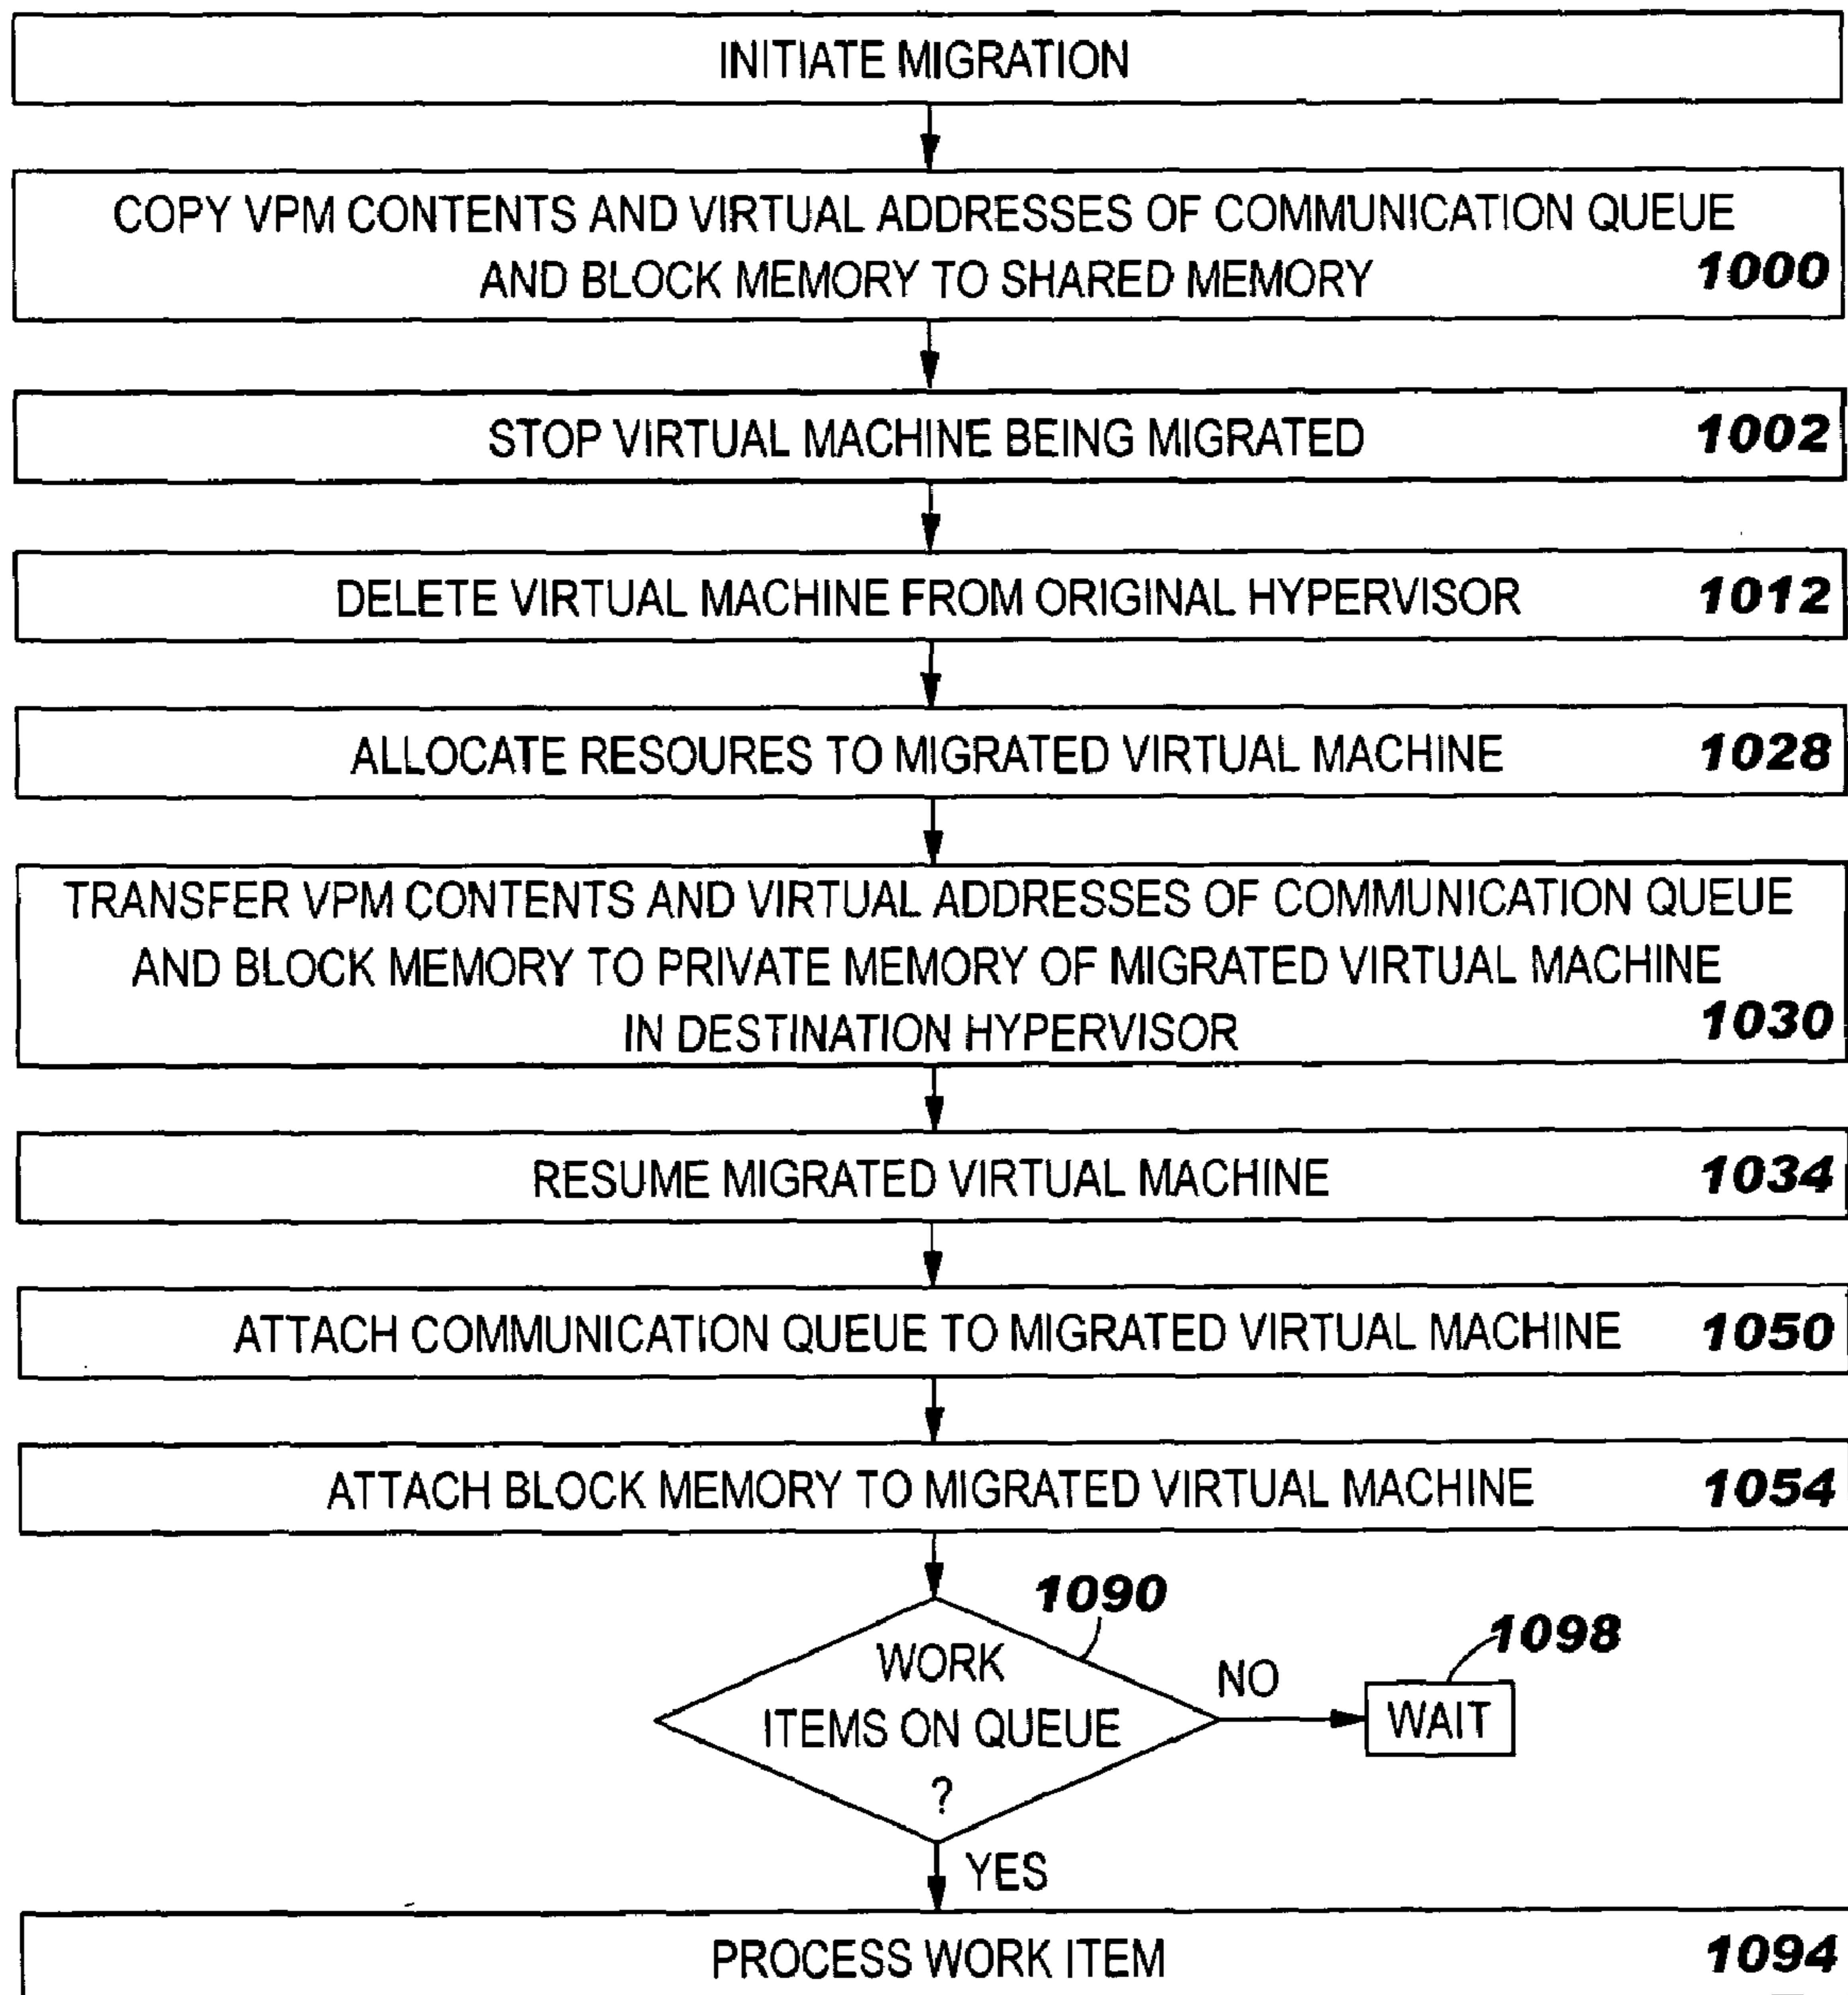 INITIATE MIGRATION
COPY VPM CONTENTS AND VIRTUAL ADDRESSES OF COMMUNICATION QUEUE
AND BLOCK MEMORY TO SHARED MEMORY 1000
STOP VIRTUAL MACHINE BEING MIGRATED 1002
DELETE VIRTUAL MACHINE FROM ORIGINAL HYPERVISOR 1012
ALLOCATE RESOURES TO MIGRATED VIRTUAL MACHINE 1028
TRANSFER VPM CONTENTS AND VIRTUAL ADDRESSES OF COMMUNICATION QUEUE
AND BLOCK MEMORY TO PRIVATE MEMORY OF MIGRATED VIRTUAL MACHINE
IN DESTINATION HYPERVISOR 1030
RESUME MIGRATED VIRTUAL MACHINE 1034
ATTACH COMMUNICATION QUEUE TO MIGRATED VIRTUAL MACHINE 1050
ATTACH BLOCK MEMORY TO MIGRATED VIRTUAL MACHINE 1054
1090
WORK
ITEMS ON QUEUE
?
NO
1098
WAIT
YES
PROCESS WORK ITEM 1094